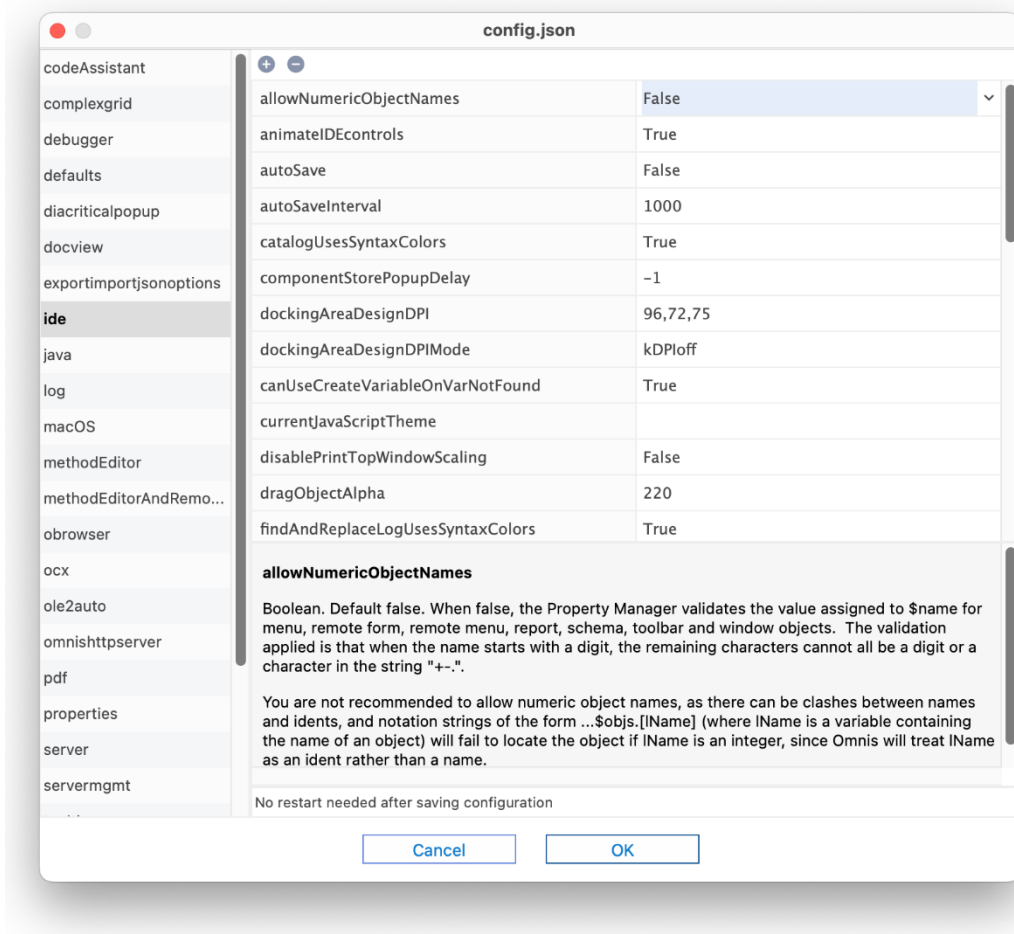 config.json
codeAssistant
complexgrid
debugger
defaults
diacriticalpopup
docview
exportimportjsonoptions
ide
java
log
macOS
methodEditor
methodEditorAndRemo...
obrowser
ocx
ole2auto
omnishttpserver
pdf
properties
server
servermgmt
allowNumericObjectNames False
animateIDEcontrols True
autoSave False
autoSaveInterval 1000
catalogUsesSyntaxColors True
componentStorePopupDelay -1
dockingAreaDesignDPI 96,72,75
dockingAreaDesignDPIMode kDPIoff
canUseCreateVariableOnVarNotFound True
currentJavaScriptTheme
disablePrintTopWindowScaling False
dragObjectAlpha 220
findAndReplaceLogUsesSyntaxColors True
allowNumericObjectNames
Boolean. Default false. When false, the Property Manager validates the value assigned to $name for
menu, remote form, remote menu, report, schema, toolbar and window objects.  The validation
applied is that when the name starts with a digit, the remaining characters cannot all be a digit or a
character in the string "+-.".
You are not recommended to allow numeric object names, as there can be clashes between names
and idents, and notation strings of the form ...$objs.[lName] (where lName is a variable containing
the name of an object) will fail to locate the object if lName is an integer, since Omnis will treat lName
as an ident rather than a name.
No restart needed after saving configuration
Cancel OK